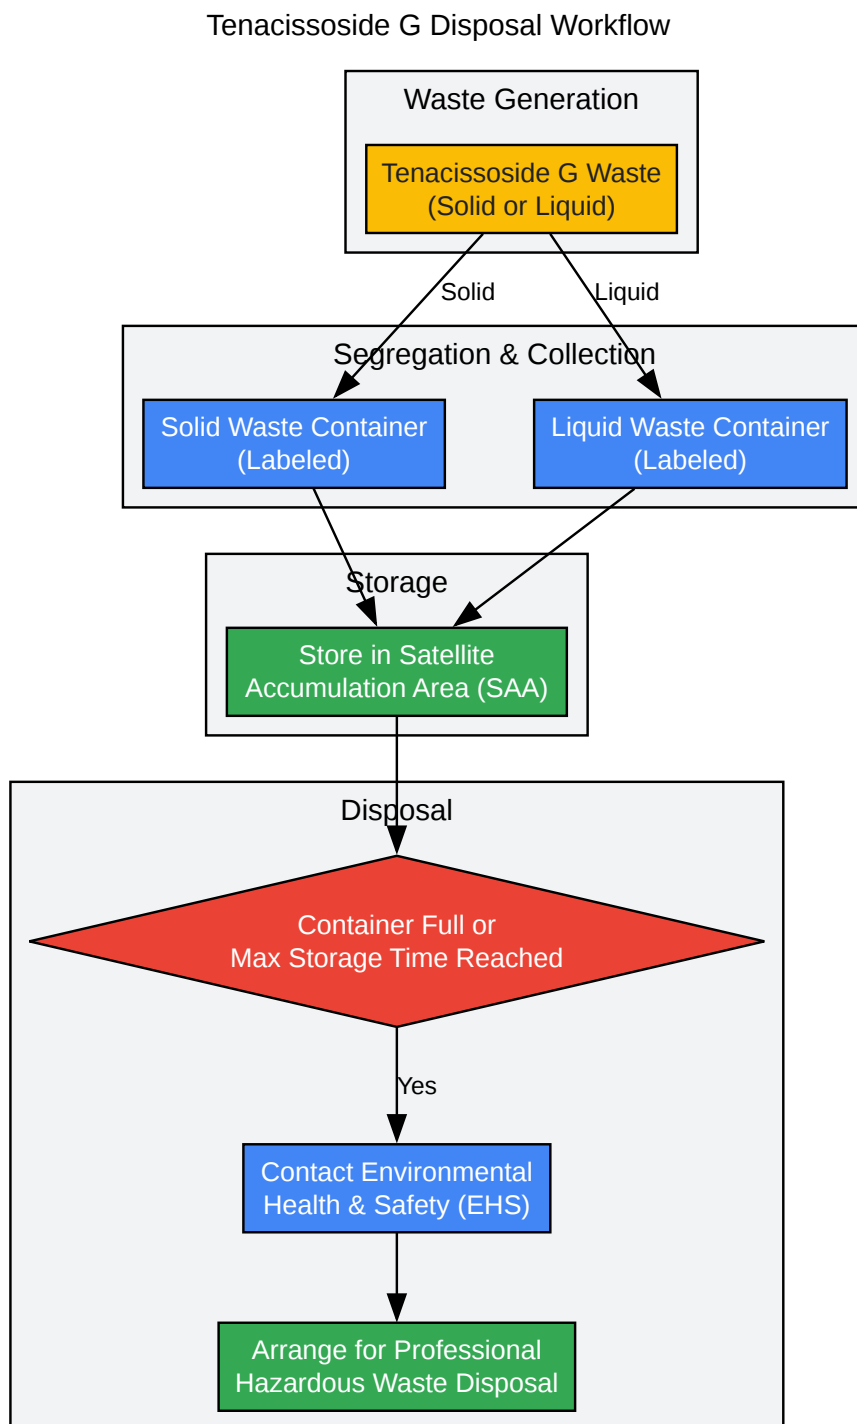 Tenacissoside G Disposal Workflow
Waste Generation
Tenacissoside G Waste
(Solid or Liquid)
Solid
Liquid
Segregation & Collection
Solid Waste Container
(Labeled)
Liquid Waste Container
(Labeled)
Storage
Store in Satellite
Accumulation Area (SAA)
Disposal
Container Full or
Max Storage Time Reached
Yes
Contact Environmental
Health & Safety (EHS)
Arrange for Professional
Hazardous Waste Disposal